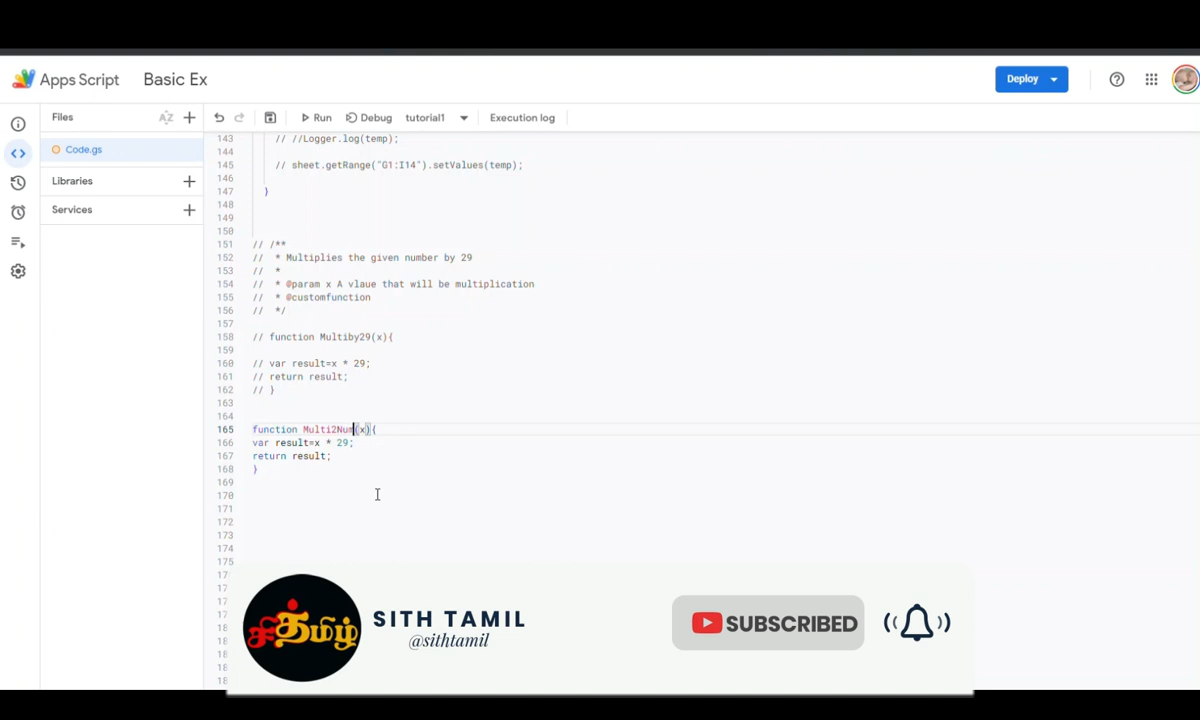 Apps Script
Basic Ex
Deploy
Files
AZ
Run
Debug
tutorial1
Execution log
Code.gs
Libraries
Services
143 // //Logger.log(temp);
144
145 // sheet.getRange("G1:I14").setValues(temp);
146
147 }
148
149
150
151 // /**
152 // * Multiplies the given number by 29
153 // *
154 // * @param x A vlaue that will be multiplication
155 // * @customfunction
156 // */
157
158 // function Multiby29(x){
159
160 // var result=x * 29;
161 // return result;
162 // }
163
164
165 function Multi2Num(x){
166 var result=x * 29;
167 return result;
168 }
169
170
171
172
173
174
175
சித்தமிழ்
SITH TAMIL
@sithtamil
SUBSCRIBED